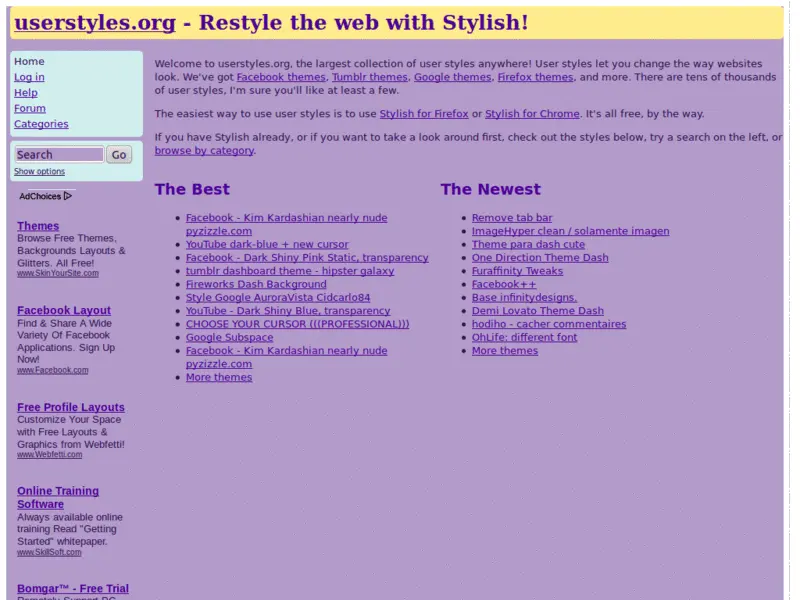 userstyles.org - Restyle the web with Stylish!
Home
Log in
Help
Forum
Categories
Search
Go
Show options
AdChoices
Themes
Browse Free Themes,
Backgrounds Layouts &
Glitters. All Free!
www.SkinYourSite.com
Facebook Layout
Find & Share A Wide
Variety Of Facebook
Applications. Sign Up
Now!
www.Facebook.com
Free Profile Layouts
Customize Your Space
with Free Layouts &
Graphics from Webfetti!
www.Webfetti.com
Online Training
Software
Always available online
training Read "Getting
Started" whitepaper.
www.SkillSoft.com
Bomgar™ - Free Trial
Welcome to userstyles.org, the largest collection of user styles anywhere! User styles let you change the way websites
look. We've got Facebook themes, Tumblr themes, Google themes, Firefox themes, and more. There are tens of thousands
of user styles, I'm sure you'll like at least a few.
The easiest way to use user styles is to use Stylish for Firefox or Stylish for Chrome. It's all free, by the way.
If you have Stylish already, or if you want to take a look around first, check out the styles below, try a search on the left, or
browse by category.
The Best
Facebook - Kim Kardashian nearly nude
pyzizzle.com
YouTube dark-blue + new cursor
Facebook - Dark Shiny Pink Static, transparency
tumblr dashboard theme - hipster galaxy
Fireworks Dash Background
Style Google AuroraVista Cidcarlo84
YouTube - Dark Shiny Blue, transparency
CHOOSE YOUR CURSOR (((PROFESSIONAL)))
Google Subspace
Facebook - Kim Kardashian nearly nude
pyzizzle.com
More themes
The Newest
Remove tab bar
ImageHyper clean / solamente imagen
Theme para dash cute
One Direction Theme Dash
Furaffinity Tweaks
Facebook++
Base infinitydesigns.
Demi Lovato Theme Dash
hodiho - cacher commentaires
OhLife: different font
More themes